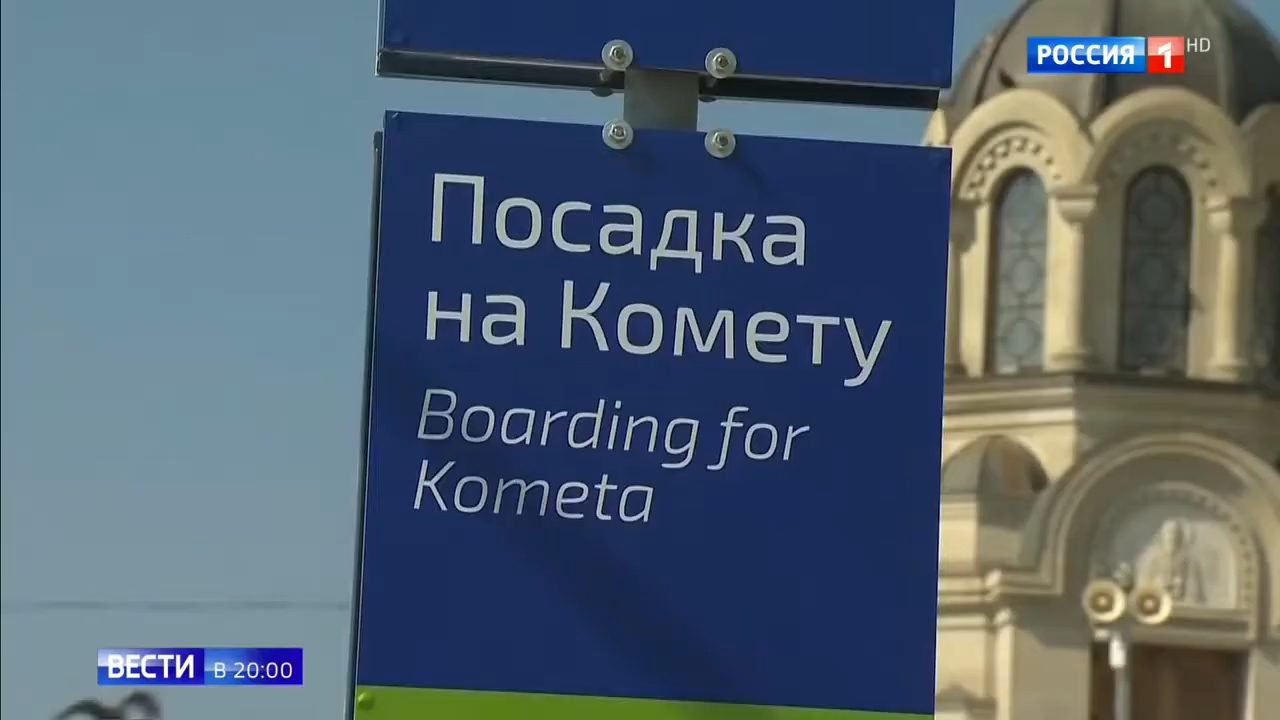 РОССИЯ 1 HD
Посадка
на Комету
Boarding for
Kometa
ВЕСТИ В 20:00